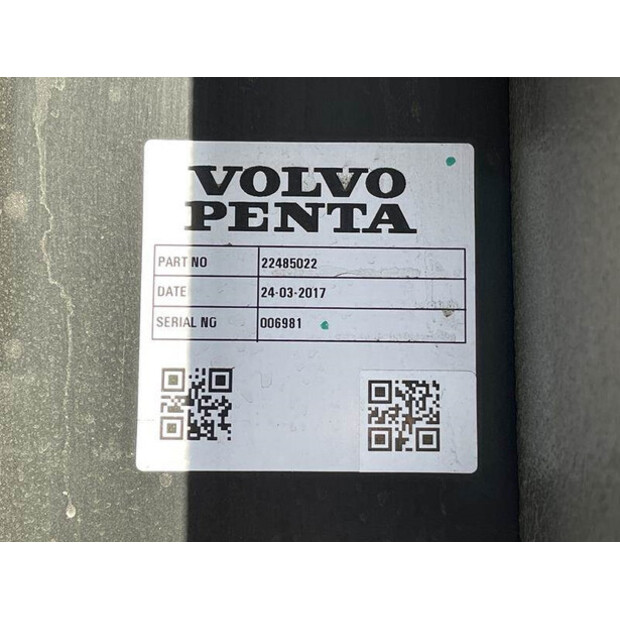 VOLVO
PENTA
PART NO 22485022
DATE 24-03-2017
SERIAL NO 006981